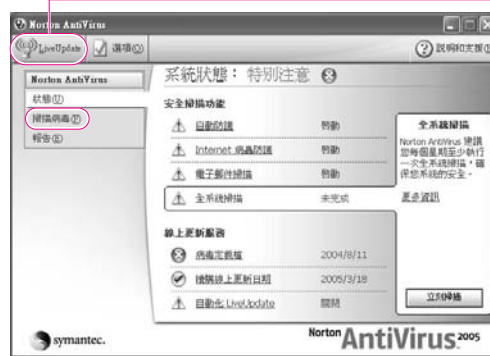 Norton AntiVirus
LiveUpdate
選項(O)
說明和支援(
Norton AntiVirus
狀態(U)
掃描病毒(P)
報告(E)
系統狀態：特別注意
安全掃描功能
自動防護 啟動
Internet 病蟲防護 啟動
電子郵件掃描 啟動
全系統掃描 未完成
線上更新服務
病毒定義檔 2004/8/11
續購線上更新日期 2005/3/18
自動化 LiveUpdate 關閉
全系統掃描
Norton AntiVirus 建議
您每個星期至少執行
一次全系統掃描，確
保您系統的安全。
更多資訊
立刻掃描
symantec.
Norton AntiVirus 2005